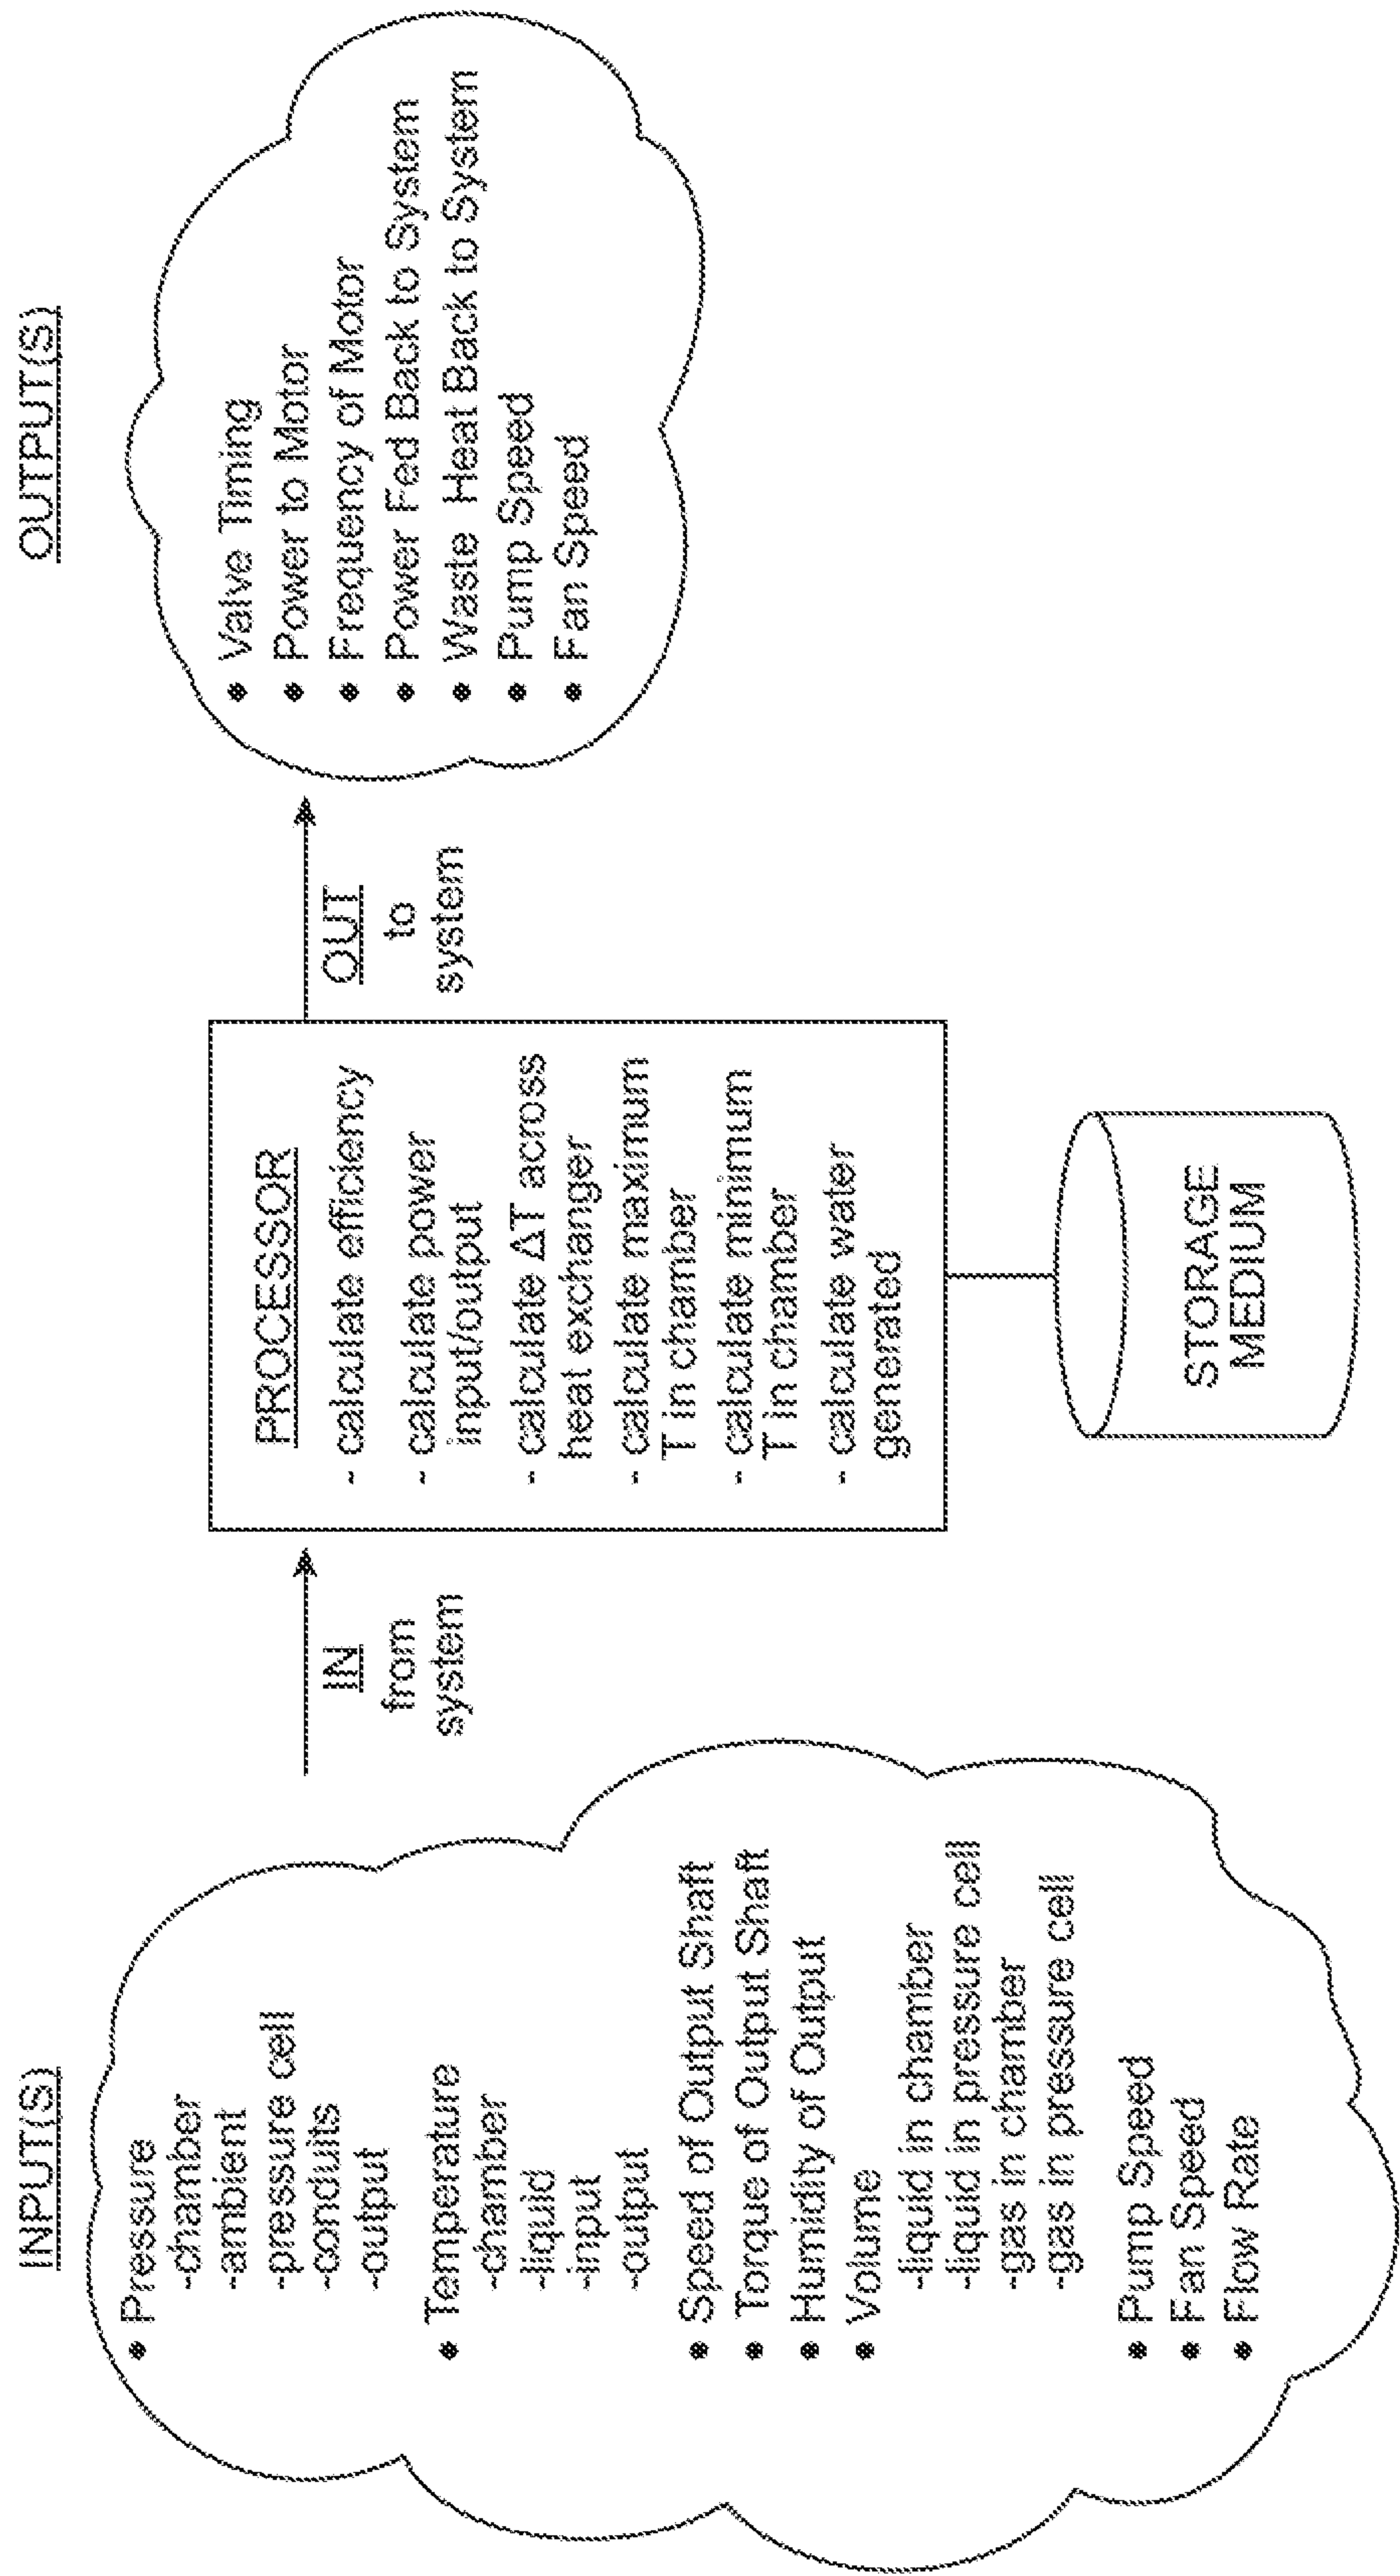 INPUT(S)
• Pressure
-chamber
-ambient
-pressure cell
-conduits
-output
• Temperature
-chamber
-liquid
-input
-output
• Speed of Output Shaft
• Torque of Output Shaft
• Humidity of Output
• Volume
-liquid in chamber
-liquid in pressure cell
-gas in chamber
-gas in pressure cell
• Pump Speed
• Fan Speed
• Flow Rate
IN
from
system
PROCESSOR
- calculate efficiency
- calculate power
input/output
- calculate ΔT across
heat exchanger
- calculate maximum
T in chamber
- calculate minimum
T in chamber
- calculate water
generated
STORAGE
MEDIUM
OUT
to
system
OUTPUT(S)
• Valve Timing
• Power to Motor
• Frequency of Motor
• Power Fed Back to System
• Waste Heat Back to System
• Pump Speed
• Fan Speed